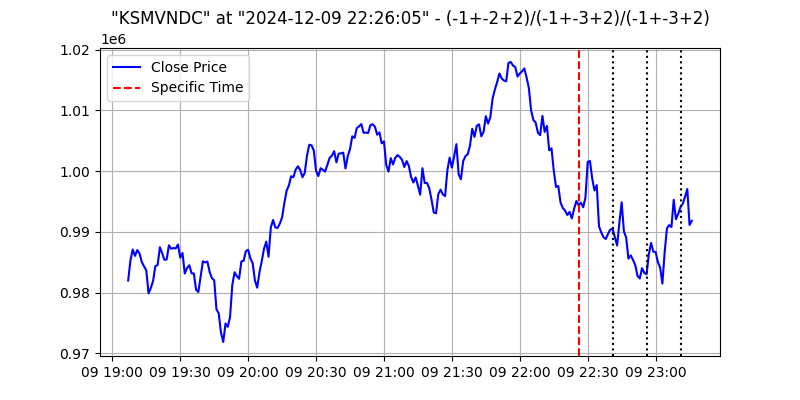 "KSMVNDC" at "2024-12-09 22:26:05" - (-1+-2+2)/(-1+-3+2)/(-1+-3+2)
1e6
1.02
1.01
1.00
0.99
0.98
0.97
Close Price
Specific Time
09 19:00 09 19:30 09 20:00 09 20:30 09 21:00 09 21:30 09 22:00 09 22:30 09 23:00